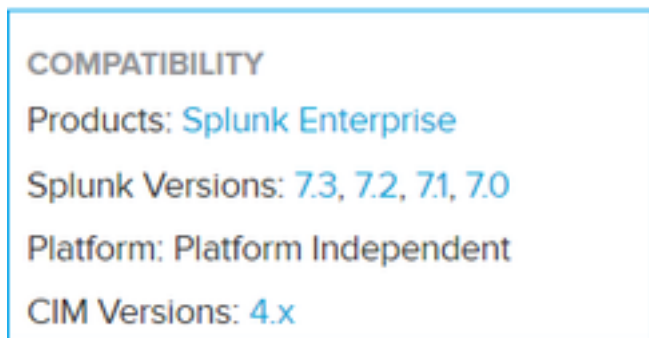 COMPATIBILITY
Products: Splunk Enterprise
Splunk Versions: 7.3, 7.2, 7.1, 7.0
Platform: Platform Independent
CIM Versions: 4.x